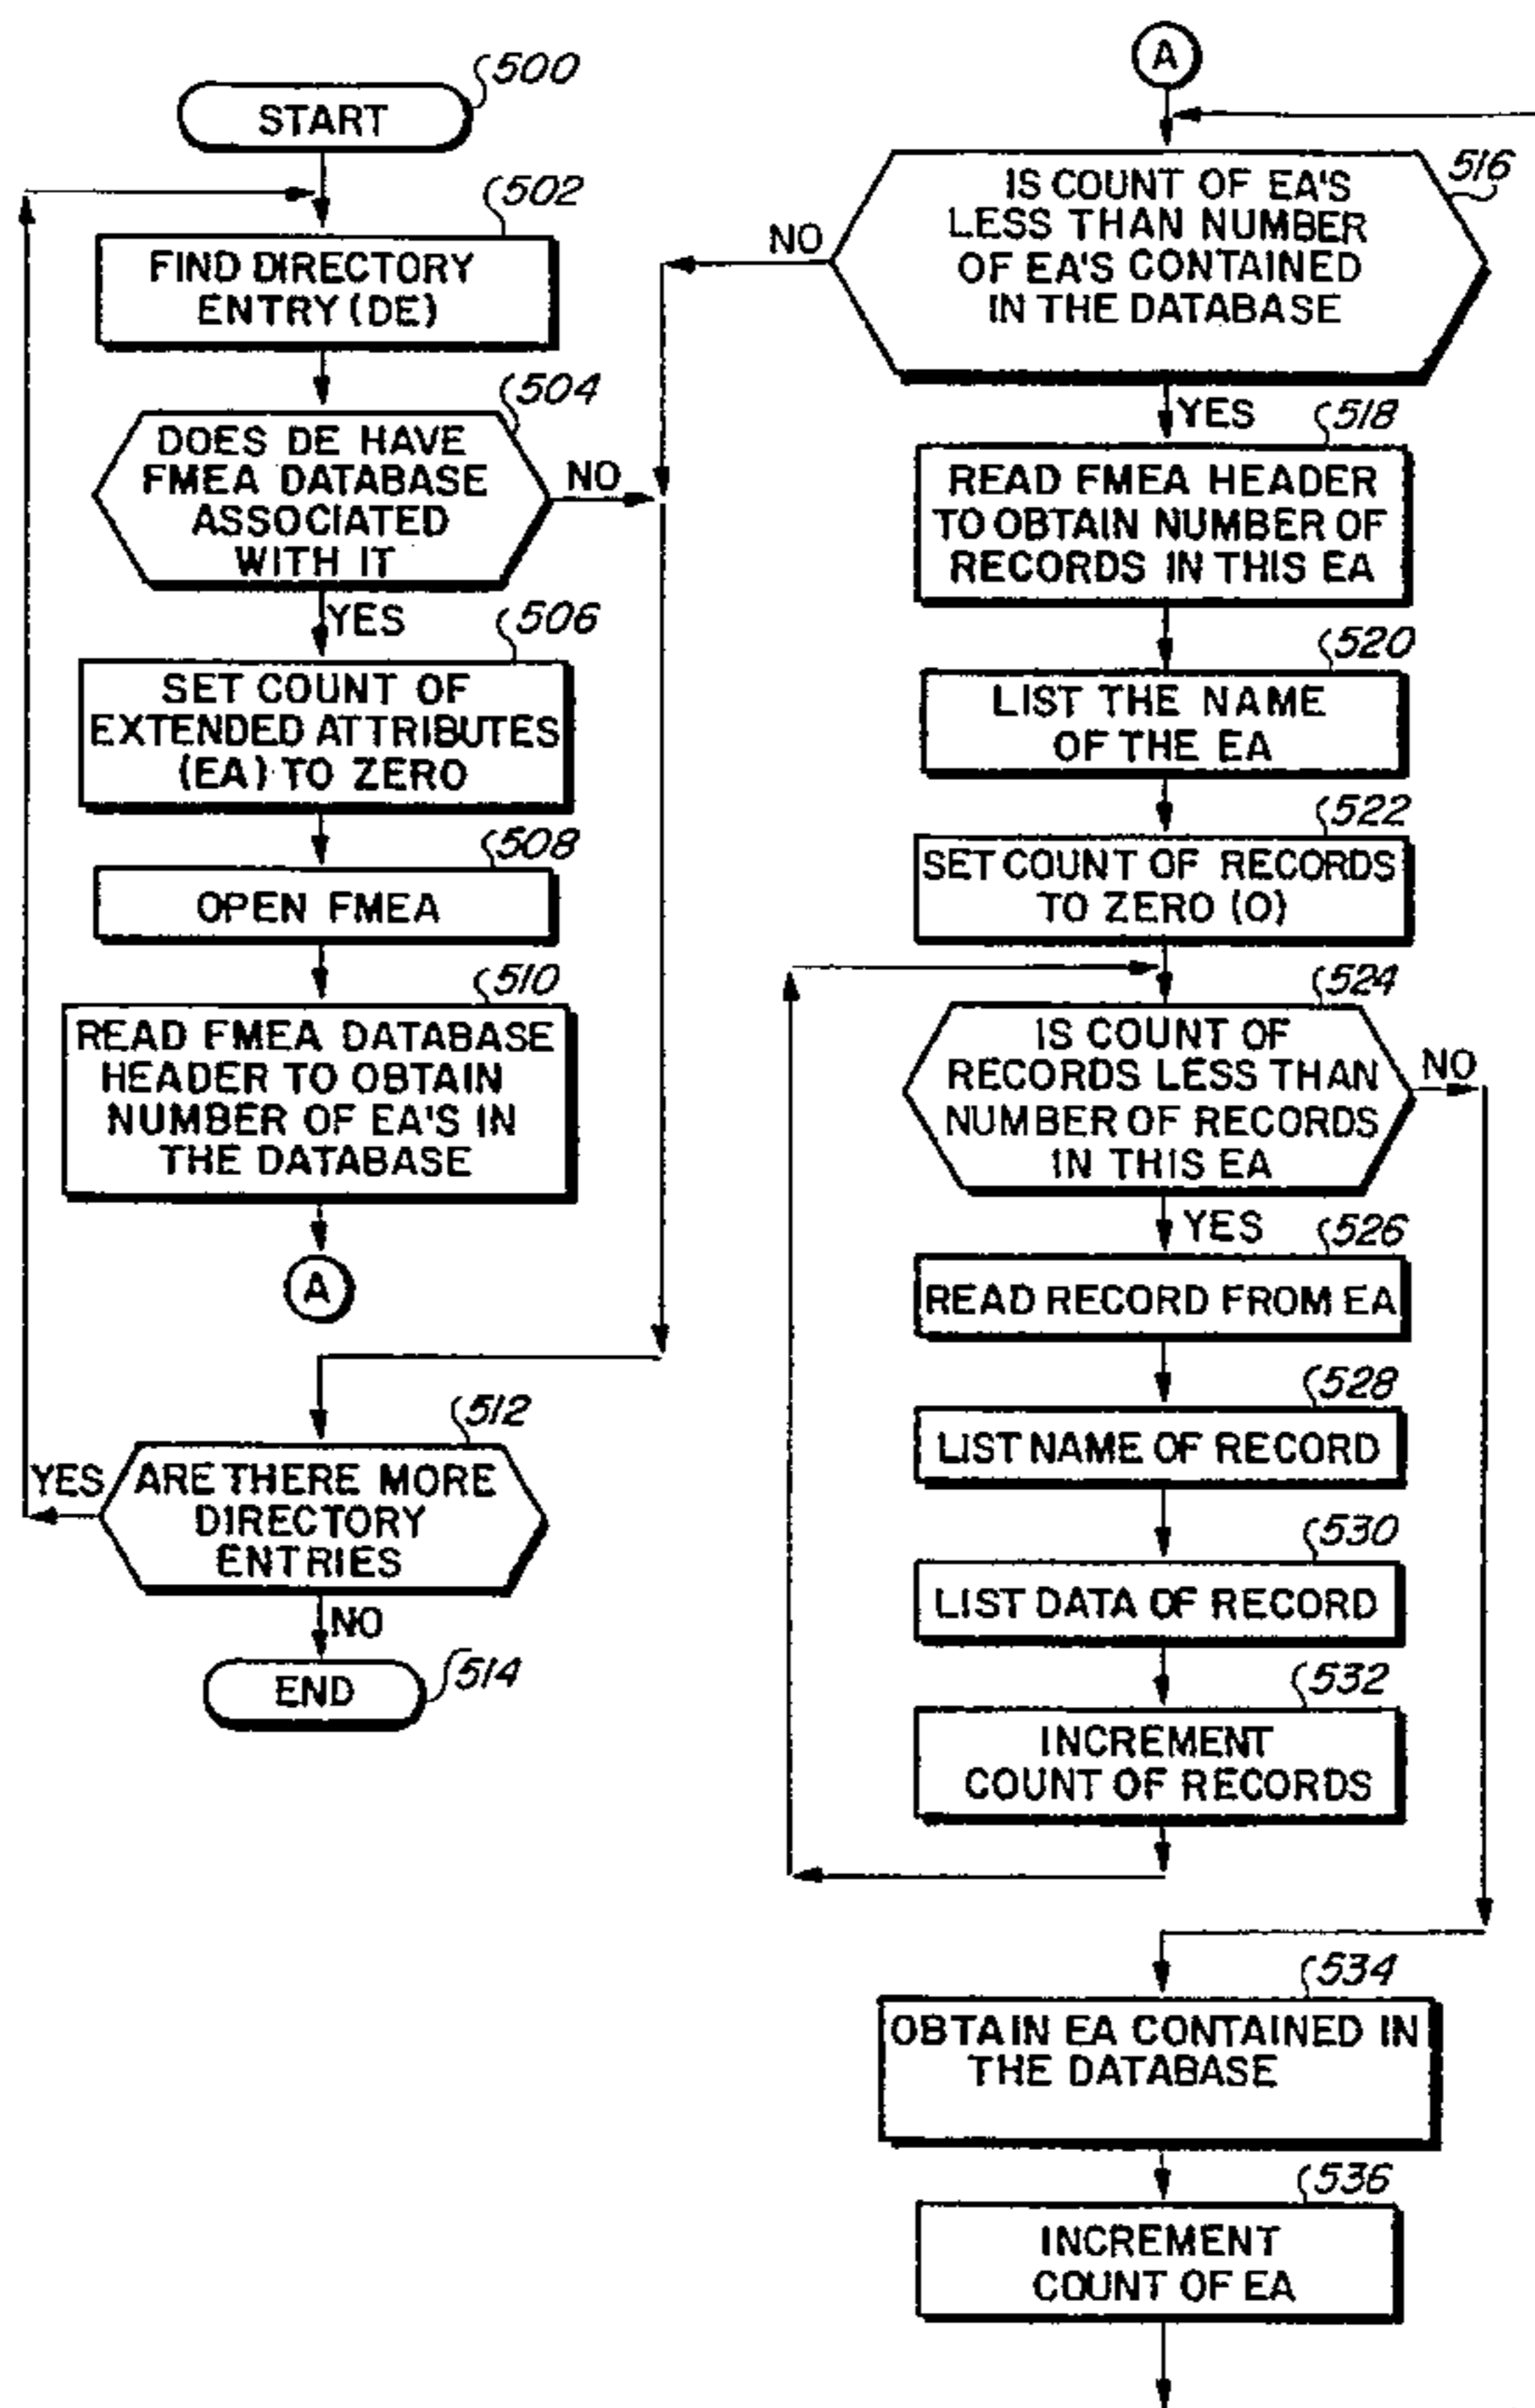 500
START
502
FIND DIRECTORY
ENTRY (DE)
504
DOES DE HAVE
FMEA DATABASE
ASSOCIATED
WITH IT
NO
YES
506
SET COUNT OF
EXTENDED ATTRIBUTES
(EA) TO ZERO
508
OPEN FMEA
510
READ FMEA DATABASE
HEADER TO OBTAIN
NUMBER OF EA'S IN
THE DATABASE
A
512
YES
ARE THERE MORE
DIRECTORY
ENTRIES
NO
END
514
A
516
IS COUNT OF EA'S
LESS THAN NUMBER
OF EA'S CONTAINED
IN THE DATABASE
NO
YES
518
READ FMEA HEADER
TO OBTAIN NUMBER OF
RECORDS IN THIS EA
520
LIST THE NAME
OF THE EA
522
SET COUNT OF RECORDS
TO ZERO (0)
524
IS COUNT OF
RECORDS LESS THAN
NUMBER OF RECORDS
IN THIS EA
NO
YES
526
READ RECORD FROM EA
528
LIST NAME OF RECORD
530
LIST DATA OF RECORD
532
INCREMENT
COUNT OF RECORDS
534
OBTAIN EA CONTAINED IN
THE DATABASE
536
INCREMENT
COUNT OF EA